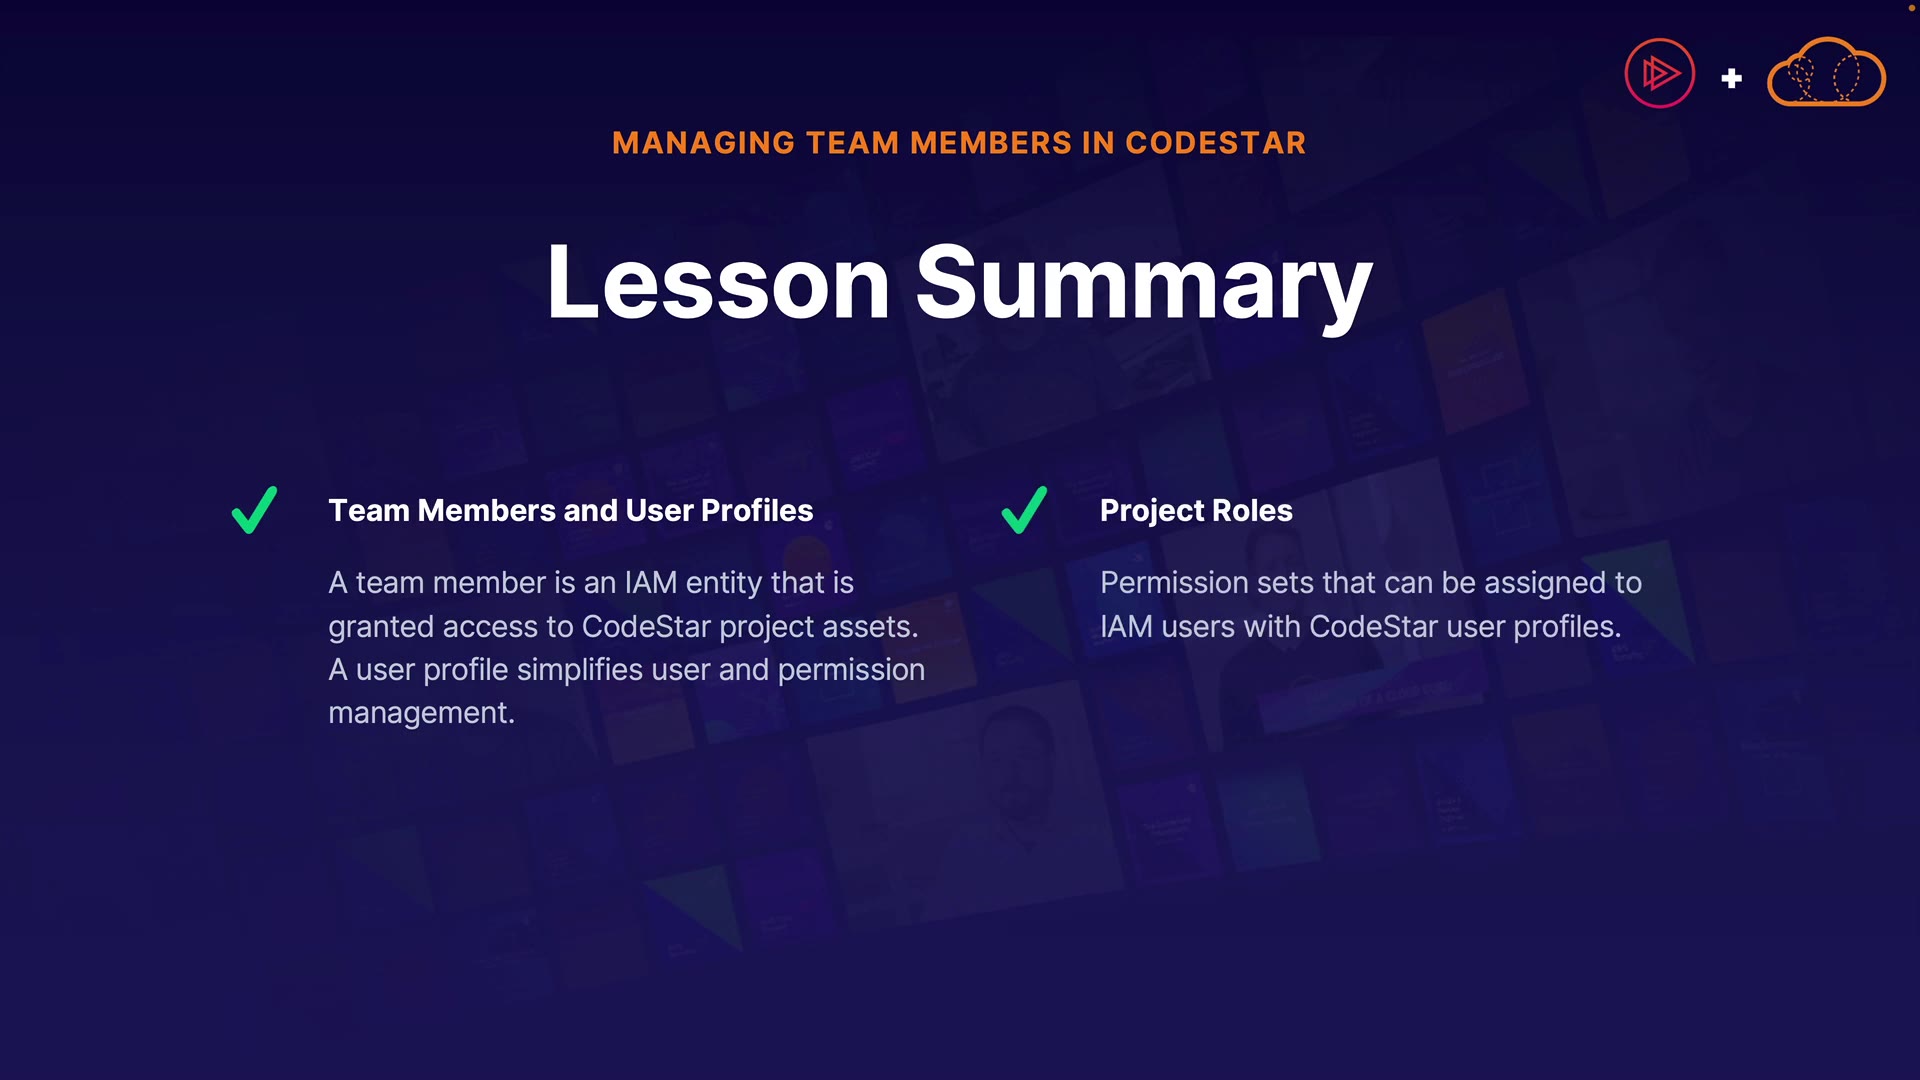 MANAGING TEAM MEMBERS IN CODESTAR
Lesson Summary
Team Members and User Profiles
A team member is an IAM entity that is
granted access to CodeStar project assets.
A user profile simplifies user and permission
management.
Project Roles
Permission sets that can be assigned to
IAM users with CodeStar user profiles.